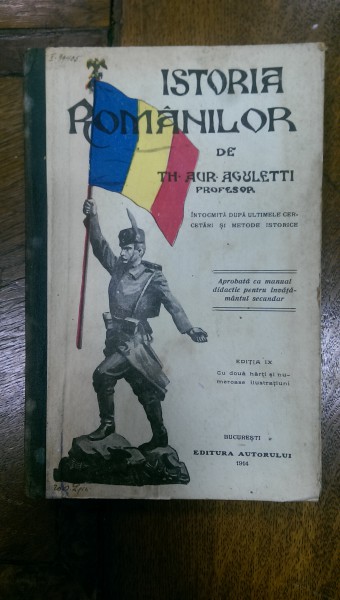 ISTORIA
ROMÂNILOR
DE
TH. AUR. AGULETTI
PROFESOR
ÎNTOCMITĂ DUPĂ ULTIMELE CER-
CETĂRI ȘI METODE ISTORICE
Aprobată ca manual
didactic pentru învăță-
mântul secundar
EDIȚIA IX
Cu două hărți și nu-
meroase ilustrațiuni
BUCUREȘTI
EDITURA AUTORULUI
1914